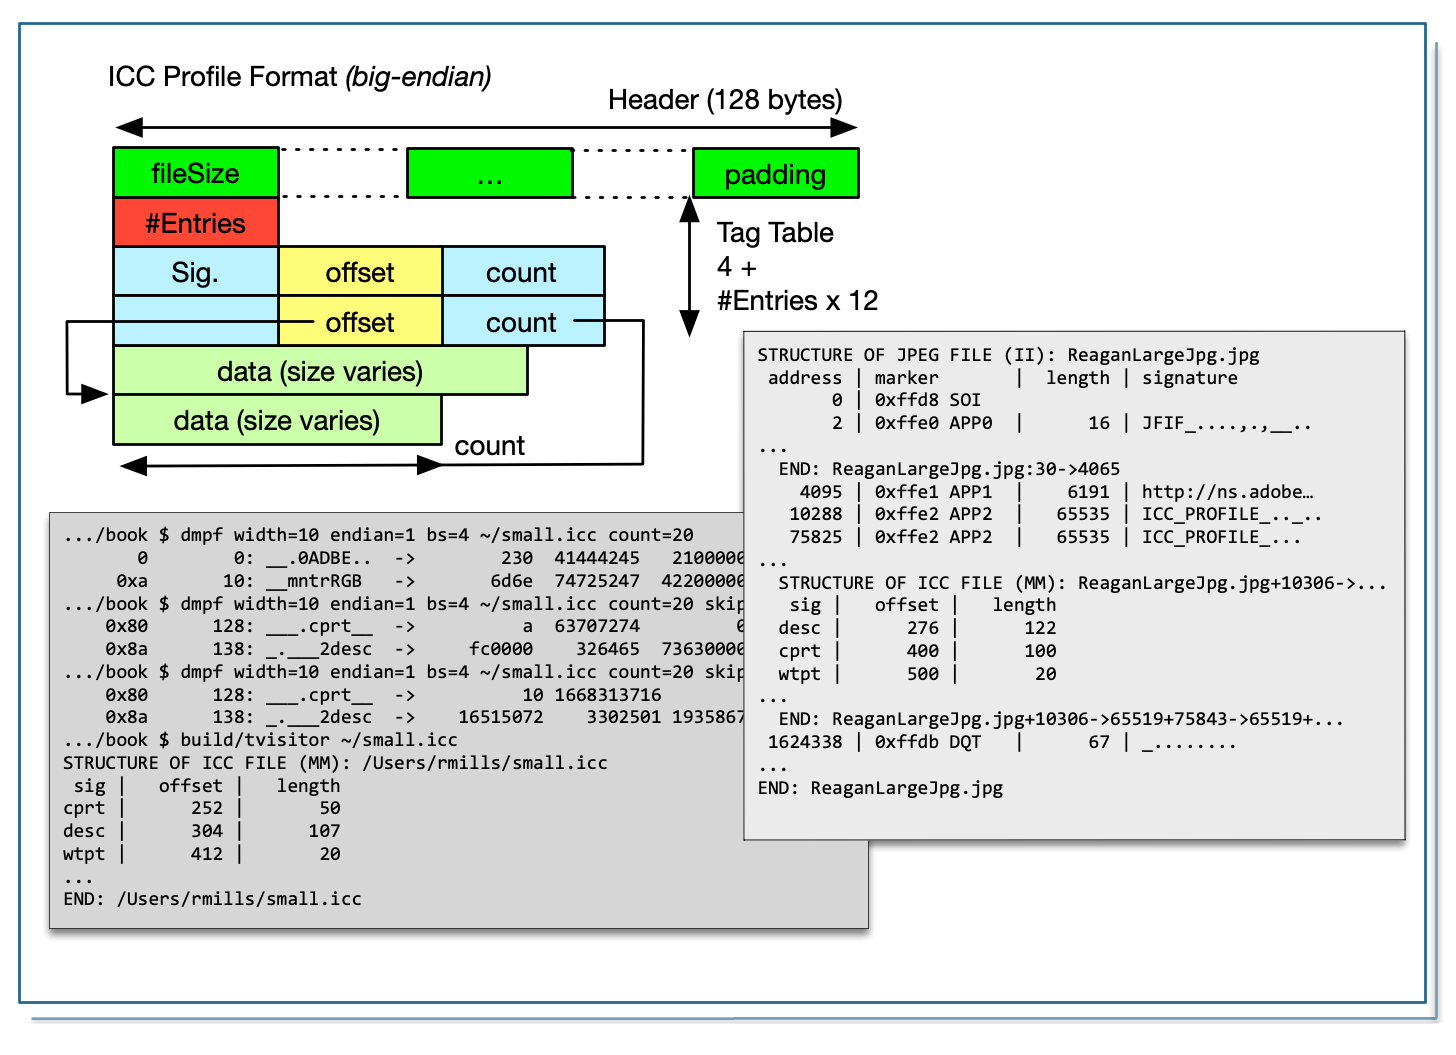 ICC Profile Format (big-endian)
Header (128 bytes)
fileSize ... padding
#Entries
Sig. offset count
offset count
data (size varies)
data (size varies)
count
Tag Table
4 +
#Entries x 12
.../book $ dmpf width=10 endian=1 bs=4 ~/small.icc count=20
0 0: __.0ADBE.. -> 230 41444245 2100000
0xa 10: __mntrRGB -> 6d6e 74725247 42200000
.../book $ dmpf width=10 endian=1 bs=4 ~/small.icc count=20 skip
0x80 128: ___.cprt__ -> a 63707274 0
0x8a 138: _.___2desc -> fc0000 326465 73630000
.../book $ dmpf width=10 endian=1 bs=4 ~/small.icc count=20 skip
0x80 128: ___.cprt__ -> 10 1668313716
0x8a 138: _.___2desc -> 16515072 3302501 1935867
.../book $ build/tvisitor ~/small.icc
STRUCTURE OF ICC FILE (MM): /Users/rmills/small.icc
sig | offset | length
cprt | 252 | 50
desc | 304 | 107
wtpt | 412 | 20
...
END: /Users/rmills/small.icc
STRUCTURE OF JPEG FILE (II): ReaganLargeJpg.jpg
address | marker | length | signature
0 | 0xffd8 SOI
2 | 0xffe0 APP0 | 16 | JFIF_....,.,__..
...
END: ReaganLargeJpg.jpg:30->4065
4095 | 0xffe1 APP1 | 6191 | http://ns.adobe…
10288 | 0xffe2 APP2 | 65535 | ICC_PROFILE_.._..
75825 | 0xffe2 APP2 | 65535 | ICC_PROFILE_...
...
STRUCTURE OF ICC FILE (MM): ReaganLargeJpg.jpg+10306->...
sig | offset | length
desc | 276 | 122
cprt | 400 | 100
wtpt | 500 | 20
...
END: ReaganLargeJpg.jpg+10306->65519+75843->65519+...
1624338 | 0xffdb DQT | 67 | _........
...
END: ReaganLargeJpg.jpg